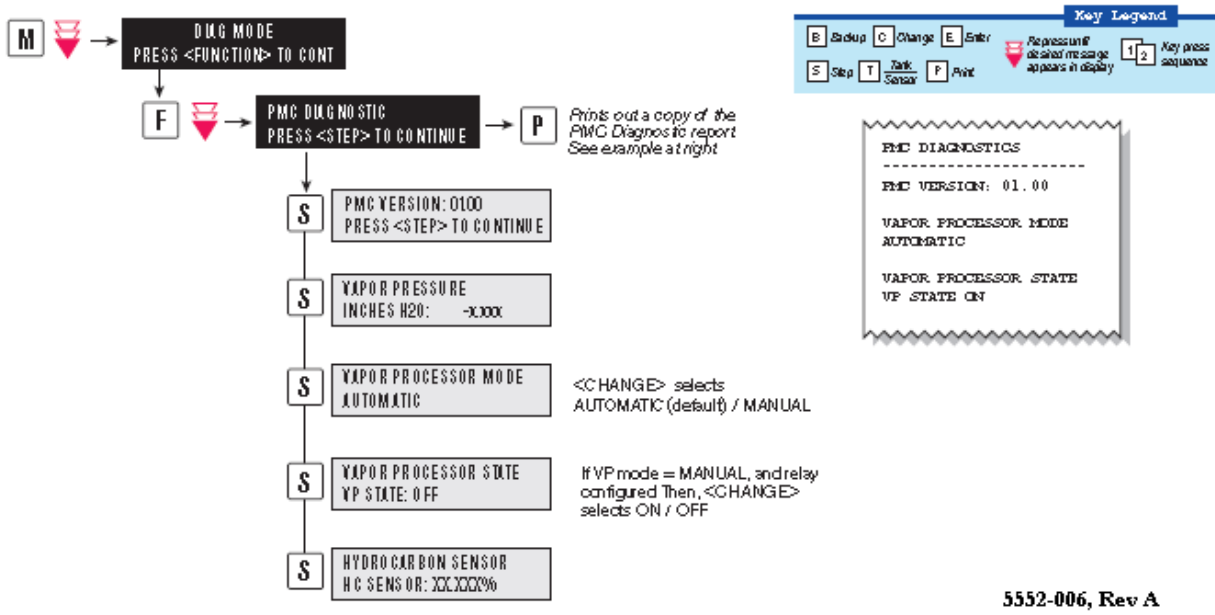 M
DIAG MODE
PRESS <FUNCTION> TO CONT
F
PMC DIAGNOSTIC
PRESS <STEP> TO CONTINUE
P
Prints out a copy of the
PMC Diagnostic report
See example at right
S
PMC VERSION: 01.00
PRESS <STEP> TO CONTINUE
S
VAPOR PRESSURE
INCHES H20: -X.XXX
S
VAPOR PROCESSOR MODE
AUTOMATIC
<CHANGE> selects
AUTOMATIC (default) / MANUAL
S
VAPOR PROCESSOR STATE
VP STATE: OFF
If VP mode = MANUAL, and relay
configured Then, <CHANGE>
selects ON / OFF
S
HYDROCARBON SENSOR
HC SENSOR: XX.XXX%
Key Legend
B Backup C Change E Enter
S Step T Tank Sensor P Print
Repress until
desired message
appears in display
1 2 Key press
sequence
PMC DIAGNOSTICS
-----------------------
PMC VERSION: 01.00
VAPOR PROCESSOR MODE
AUTOMATIC
VAPOR PROCESSOR STATE
VP STATE ON
5552-006, Rev A